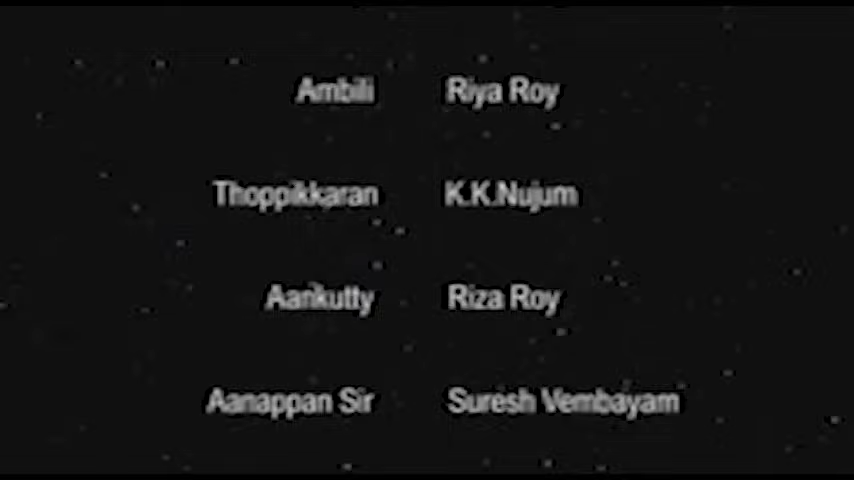 Ambili Riya Roy
Thoppikkaran K.K.Nujum
Aankutty Riza Roy
Aanappan Sir Suresh Vembayam